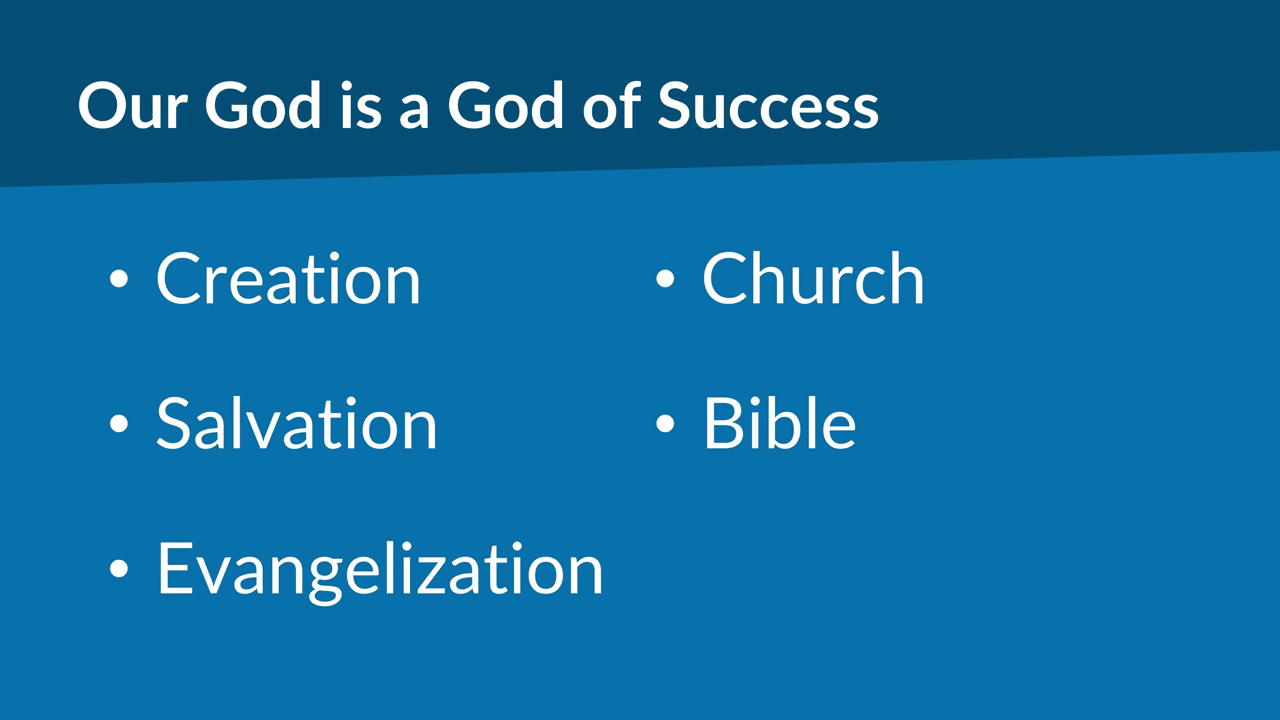 Our God is a God of Success
• Creation
• Salvation
• Evangelization
• Church
• Bible